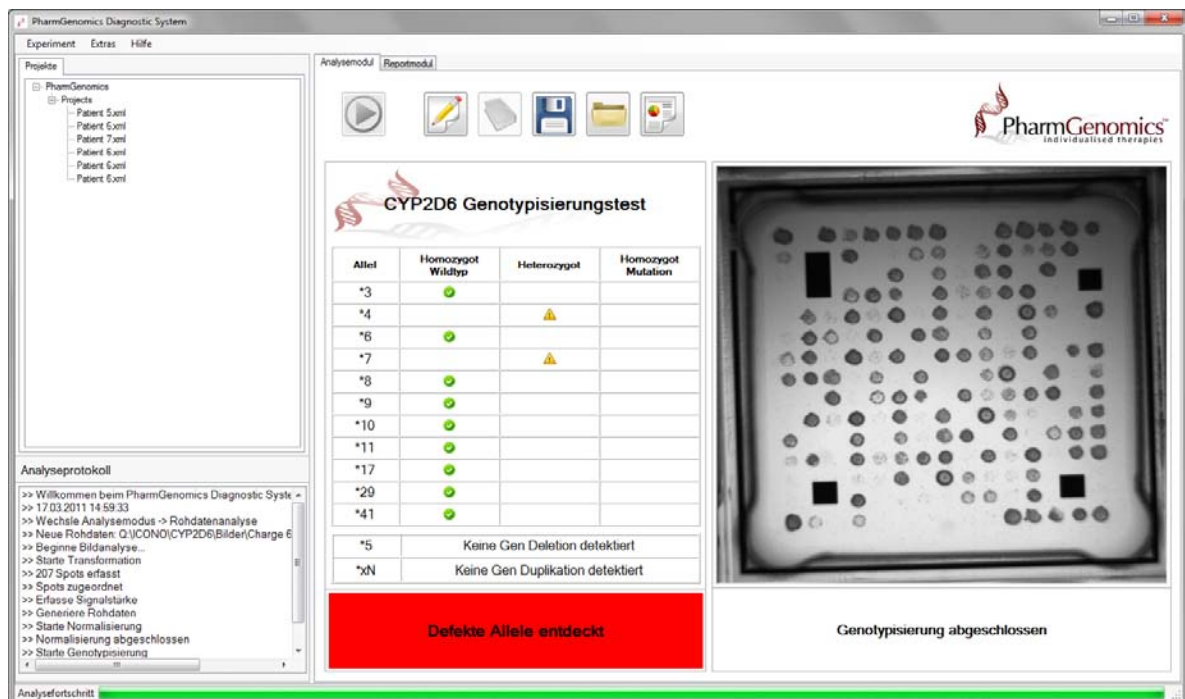 PharmGenomics Diagnostic System
Experiment Extras Hilfe
Projekte
PharmGenomics
Projects
Patient 5.xml
Patient 6.xml
Patient 7.xml
Patient 6.xml
Patient 6.xml
Patient 6.xml
Analyseprotokoll
>> Willkommen beim PharmGenomics Diagnostic Syste
>> 17.03.2011 14:59:33
>> Wechsle Analysemodus -> Rohdatenanalyse
>> Neue Rohdaten: Q:\ICONO\CYP2D6\Bilder\Charge 6
>> Beginne Bildanalyse...
>> Starte Transformation
>> 207 Spots erfasst
>> Spots zugeordnet
>> Erfasse Signalstärke
>> Generiere Rohdaten
>> Starte Normalisierung
>> Normalisierung abgeschlossen
>> Starte Genotypisierung
Analysefortschritt
Analysemodul Reportmodul
PharmGenomics™
individualised therapies
CYP2D6 Genotypisierungstest
Allel Homozygot Wildtyp Heterozygot Homozygot Mutation
*3
*4
*6
*7
*8
*9
*10
*11
*17
*29
*41
*5 Keine Gen Deletion detektiert
*xN Keine Gen Duplikation detektiert
Defekte Allele entdeckt
Genotypisierung abgeschlossen